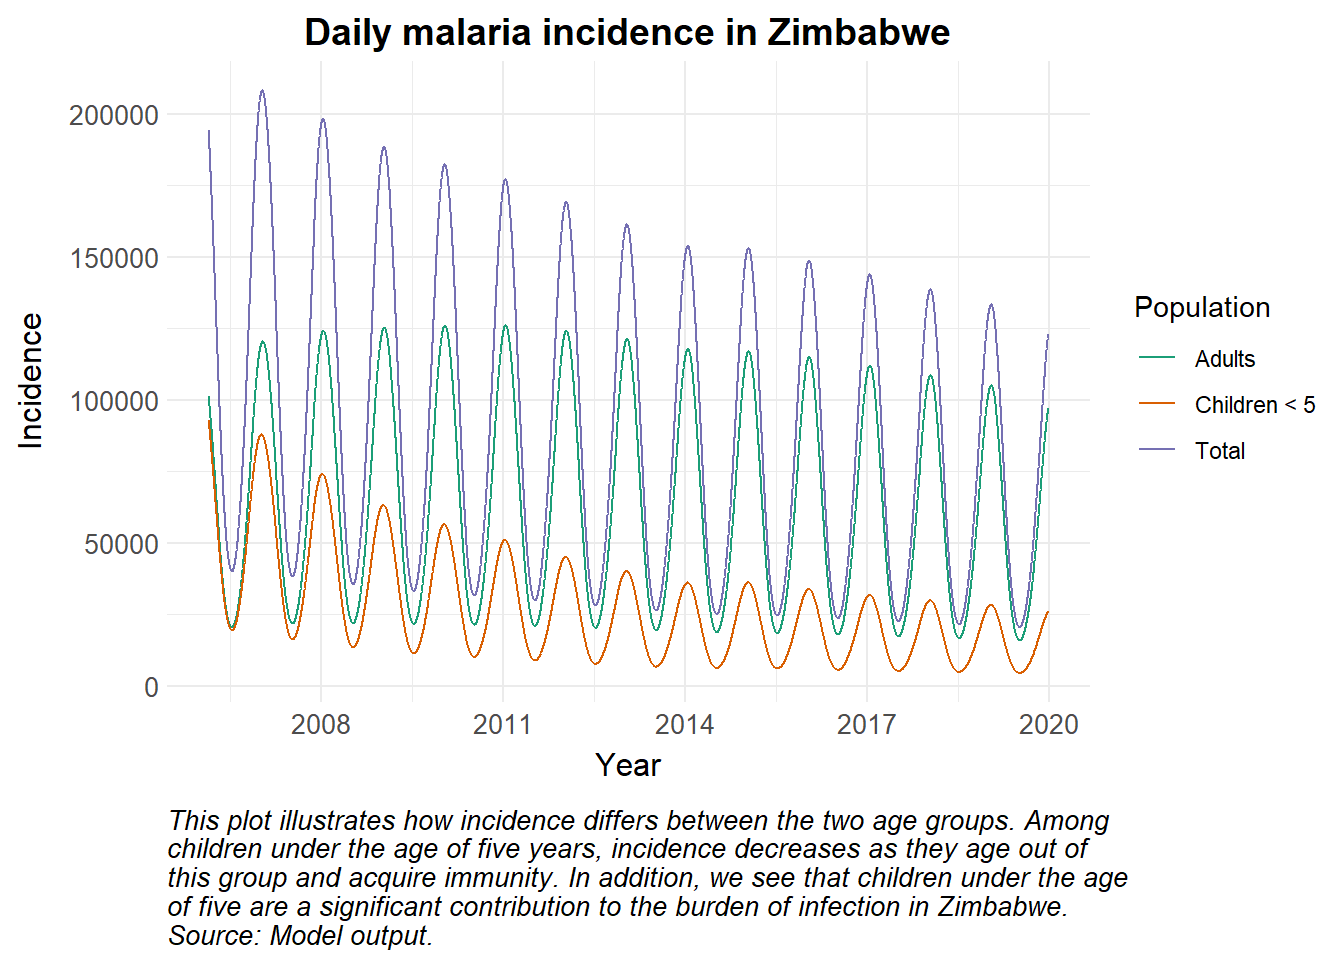 Daily malaria incidence in Zimbabwe
200000
150000
100000
50000
0
Incidence
2008 2011 2014 2017 2020
Year
Population
Adults
Children < 5
Total
This plot illustrates how incidence differs between the two age groups. Among
children under the age of five years, incidence decreases as they age out of
this group and acquire immunity. In addition, we see that children under the age
of five are a significant contribution to the burden of infection in Zimbabwe.
Source: Model output.